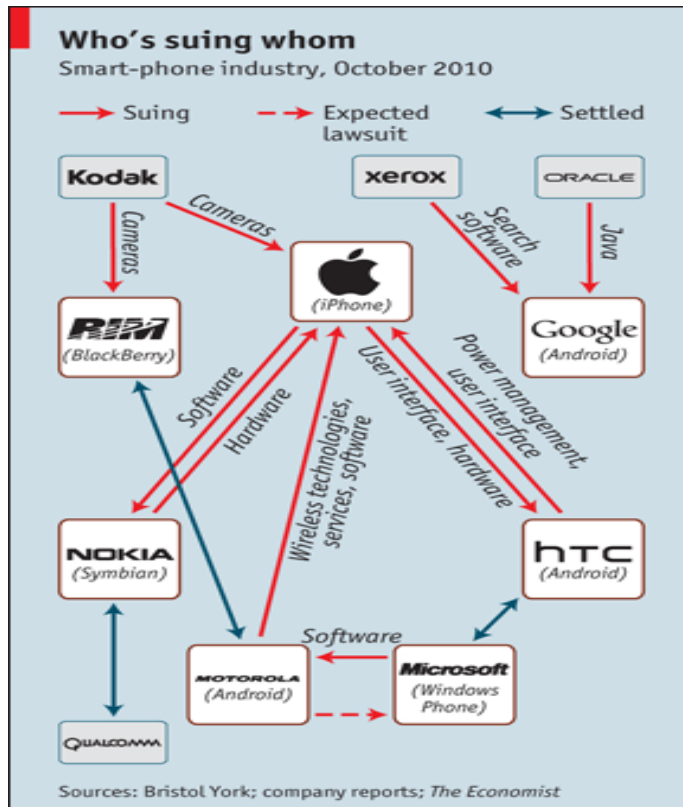 Who's suing whom
Smart-phone industry, October 2010
Suing
Expected
lawsuit
Settled
Kodak
xerox
ORACLE
Cameras
Cameras
Search
software
Java
(iPhone)
RIM
(BlackBerry)
Google
(Android)
Software
Hardware
Wireless technologies,
services, software
User interface, hardware
Power management,
user interface
NOKIA
(Symbian)
hTC
(Android)
Software
MOTOROLA
(Android)
Microsoft
(Windows
Phone)
QUALCOMM
Sources: Bristol York; company reports; The Economist